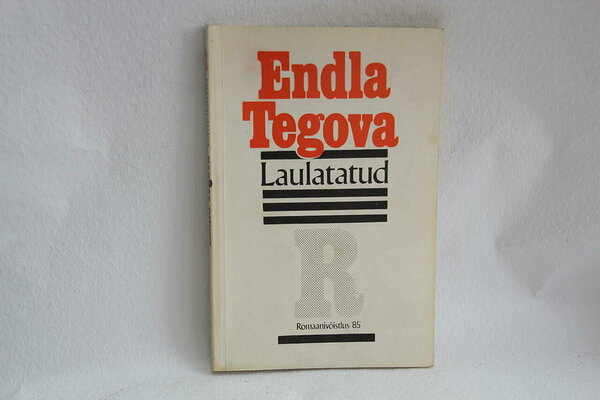 Endla
Tegova
Laulatatud
R
Romaanivõistlus '85